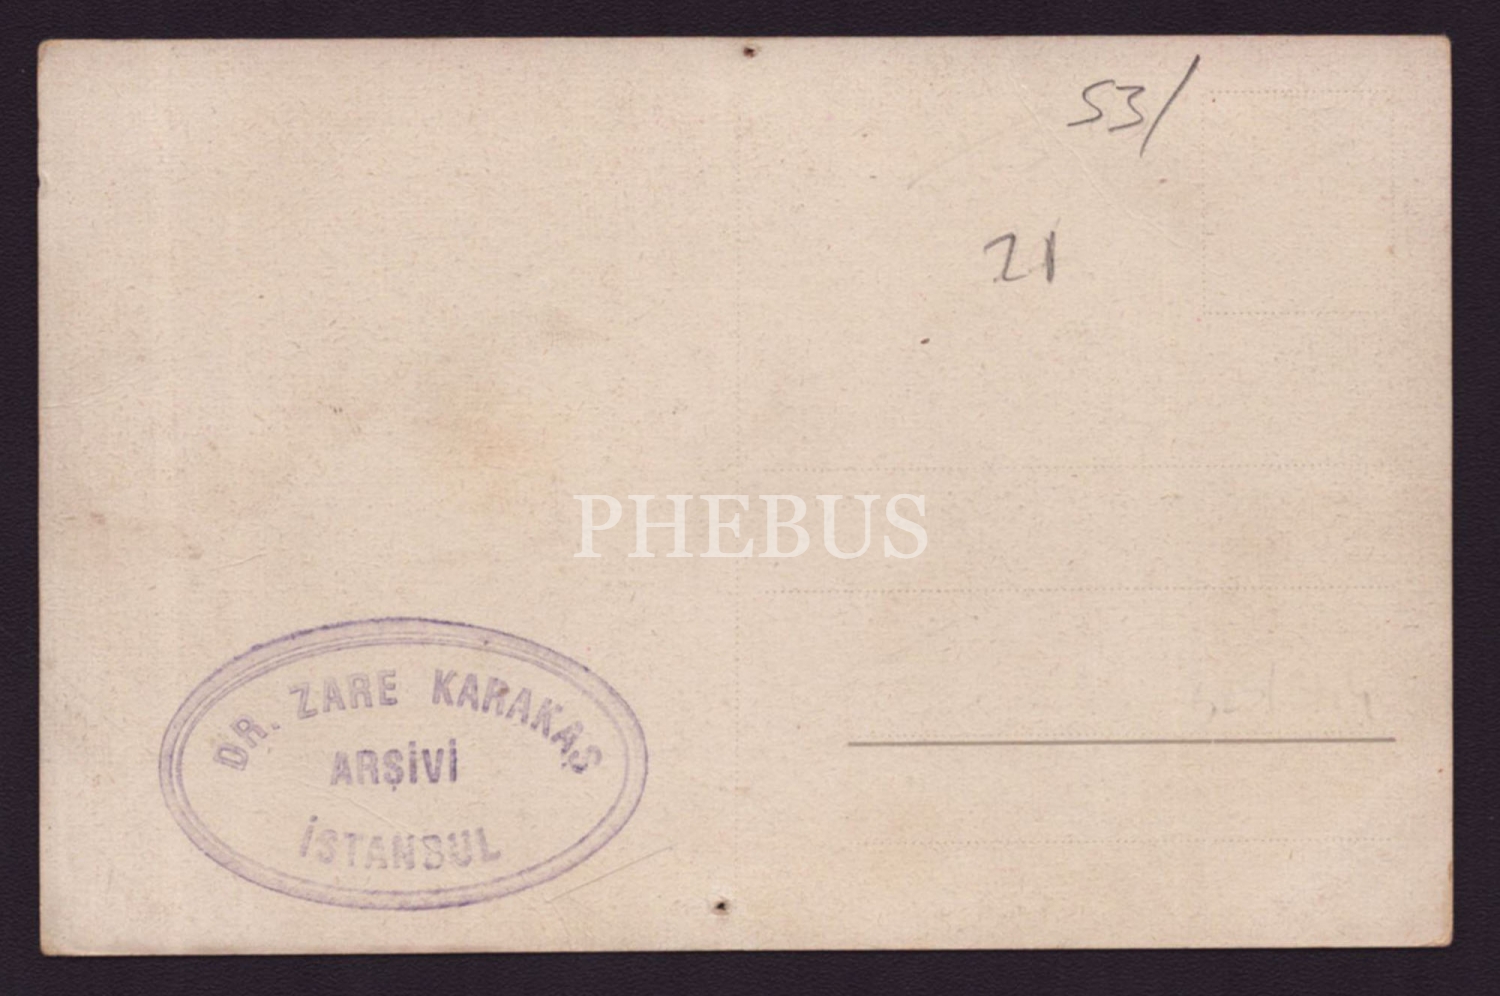 53/
21
PHEBUS
DR. ZARE KARAKAŞ
ARŞİVİ
İSTANBUL